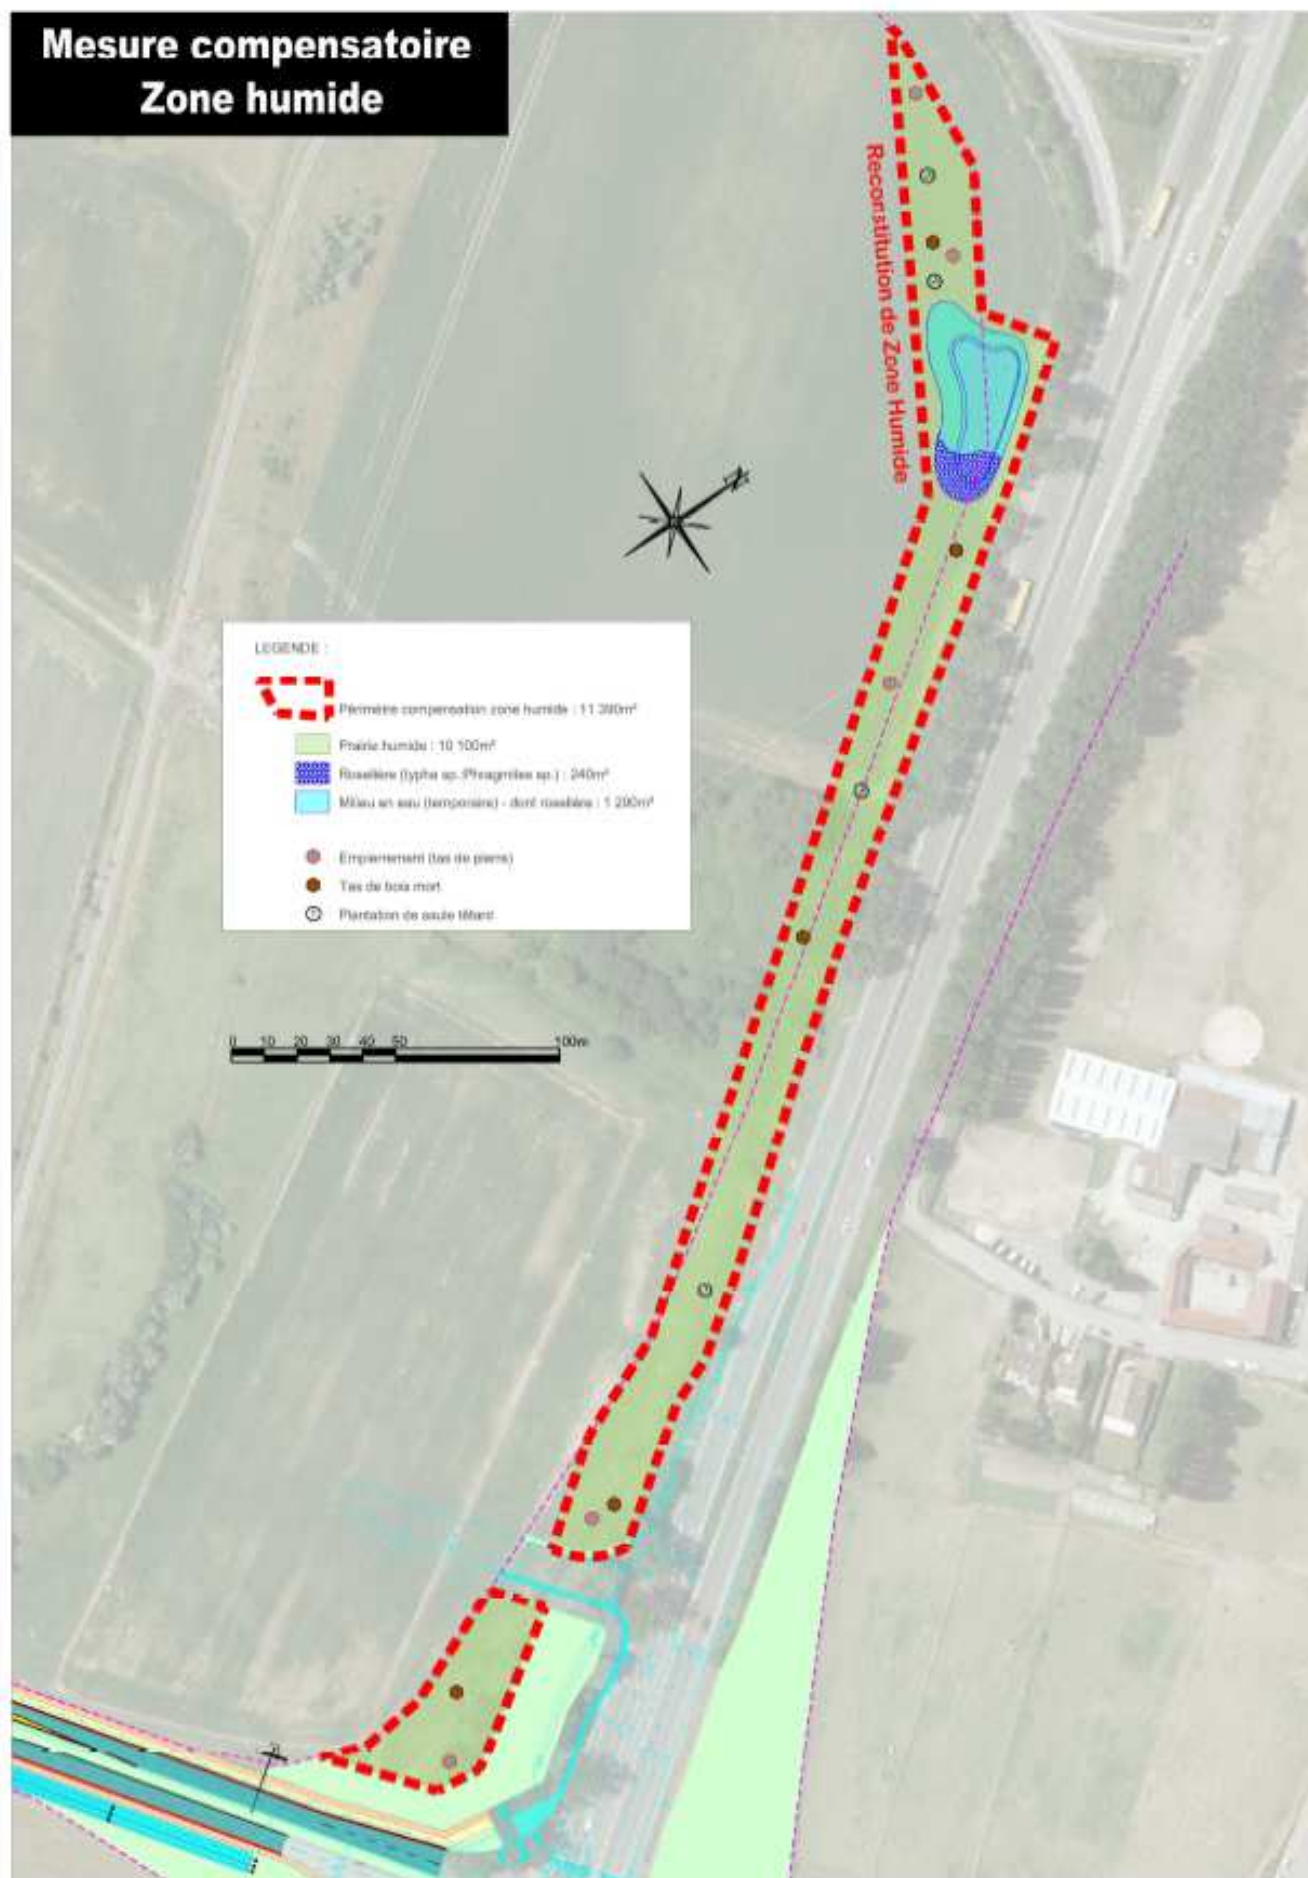 Mesure compensatoire
Zone humide
Reconstitution de Zone Humide
LEGENDE :
Périmètre compensation zone humide : 11 390m²
Prairie humide : 10 100m²
Roselière (typha sp./Phragmites sp.) : 240m²
Milieu en eau (temporaire) - dont roselière : 1 290m²
Empierrement (tas de pierre)
Tas de bois mort
Plantation de saule têtard
0 10 20 30 40 50 100m